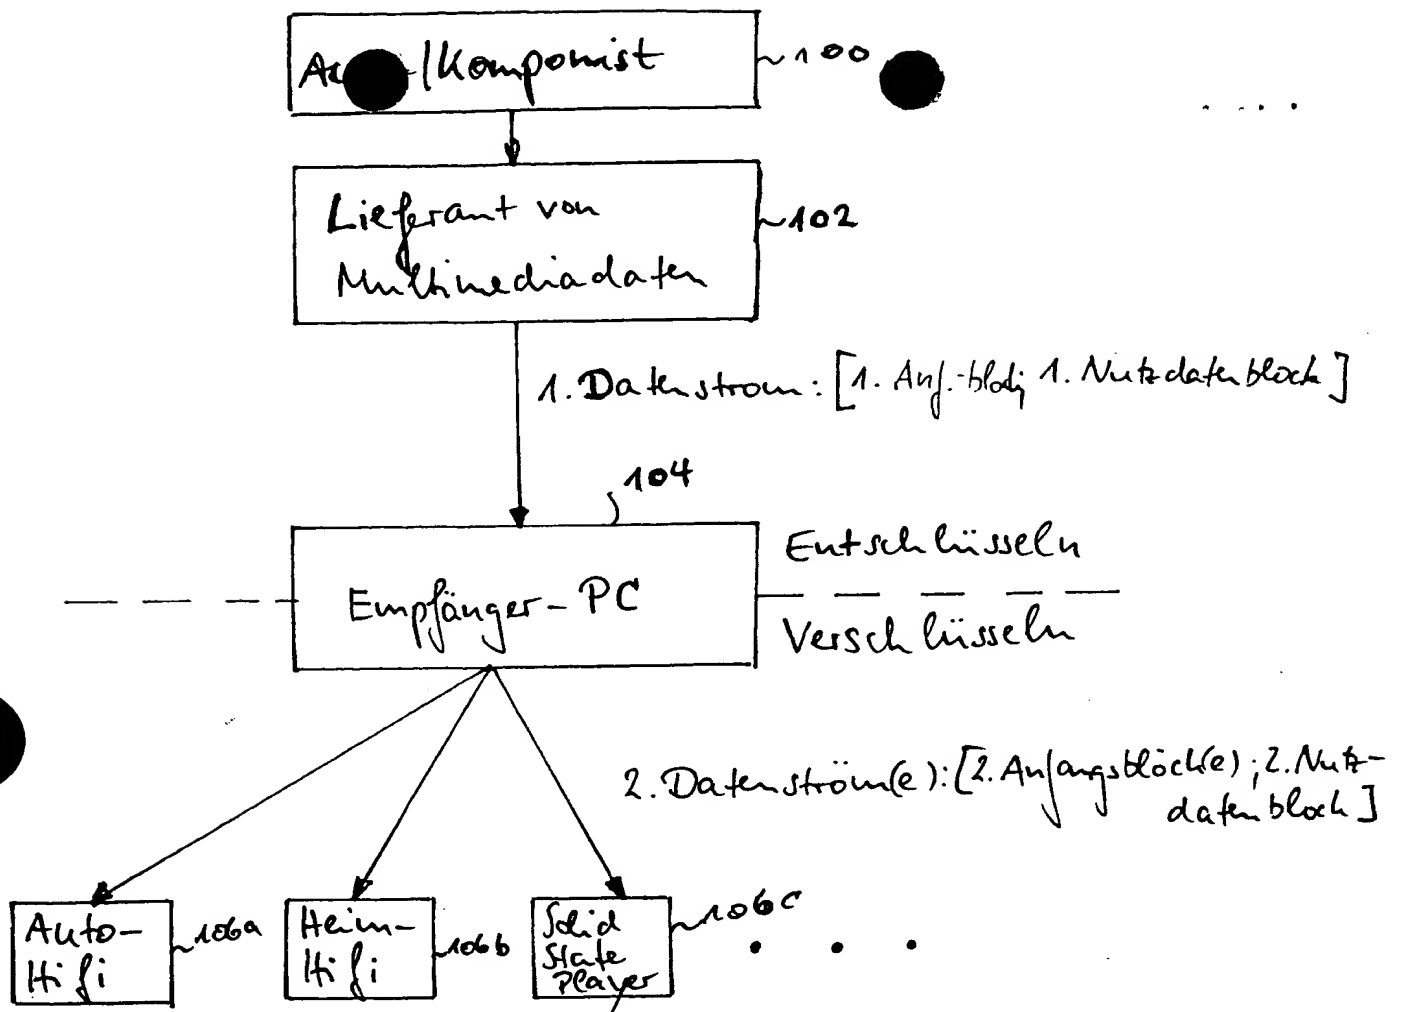 /Komponist
100
Lieferant von
102
Multimediadaten
1. Datenstrom: [1. Anf.-block; 1. Nutzdatenblock]
104
Entschlüsseln
Empfänger-PC
Verschlüsseln
2. Datenström(e): [2. Anfangsblöck(e); 2. Nutz-
datenblock]
Auto-
Hifi
106a
Heim-
Hifi
106b
Solid
State
Player
106c